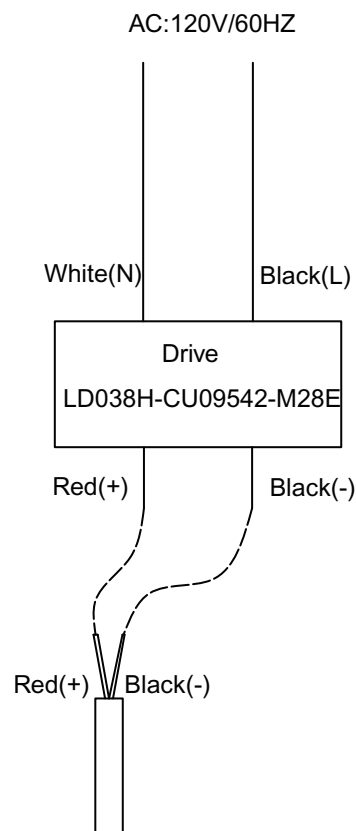 AC:120V/60HZ
White(N)
Black(L)
Drive
LD038H-CU09542-M28E
Red(+)
Black(-)
Red(+)
Black(-)